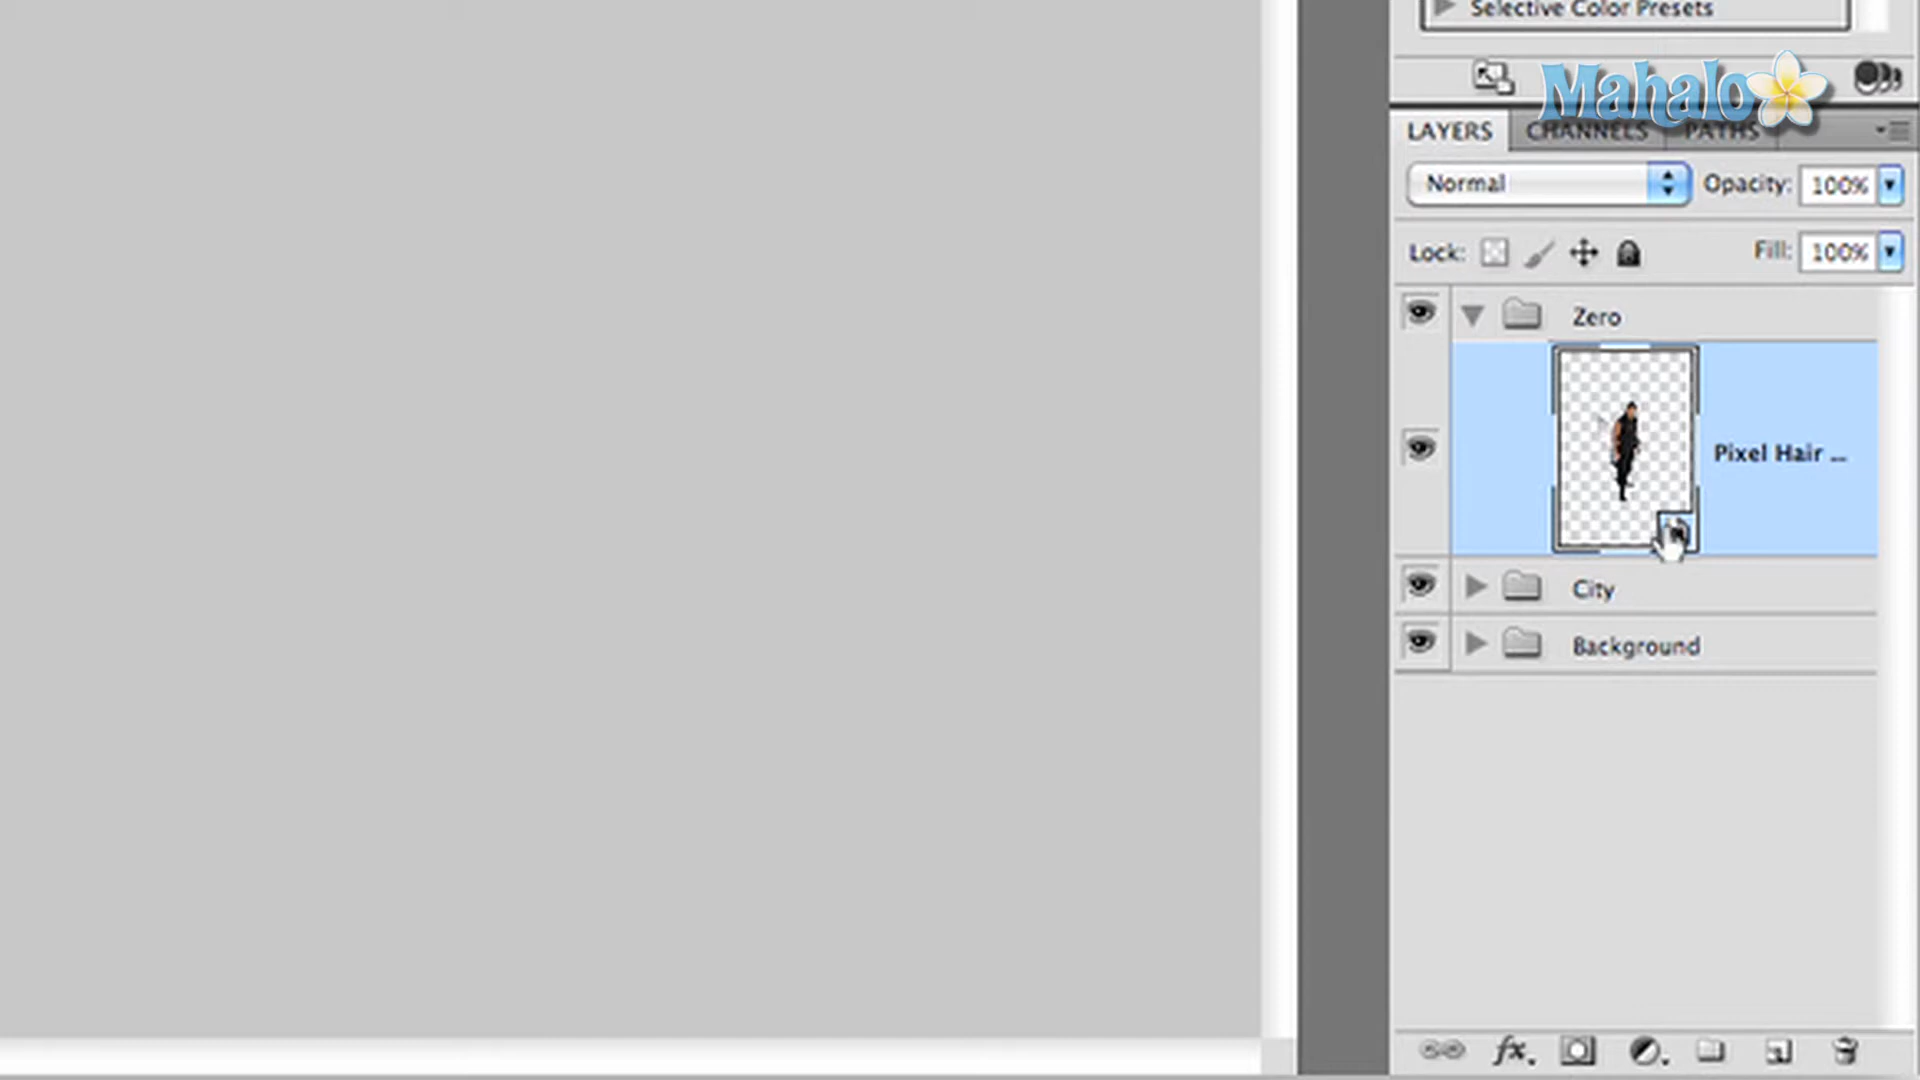 Selective Color Presets
Mahalo
LAYERS CHANNELS PATHS
Normal Opacity: 100%
Lock: Fill: 100%
Zero
Pixel Hair ...
City
Background
fx.